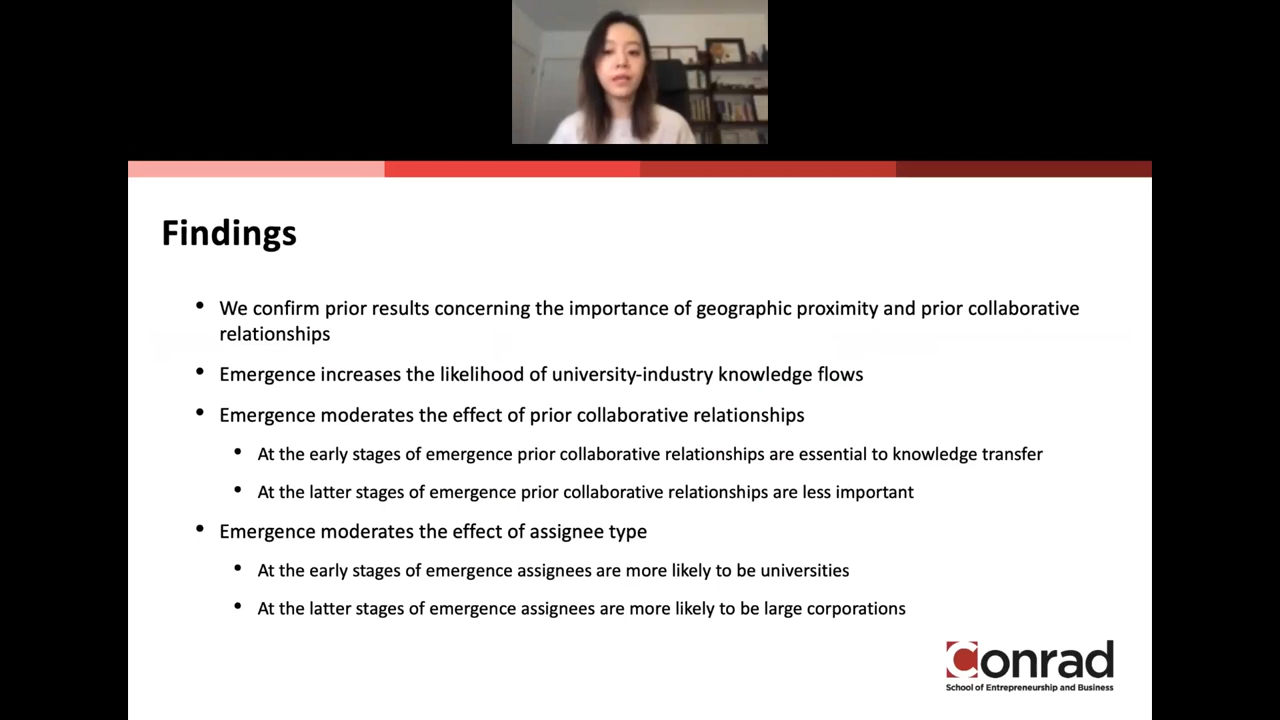 Findings
• We confirm prior results concerning the importance of geographic proximity and prior collaborative
relationships
• Emergence increases the likelihood of university-industry knowledge flows
• Emergence moderates the effect of prior collaborative relationships
• At the early stages of emergence prior collaborative relationships are essential to knowledge transfer
• At the latter stages of emergence prior collaborative relationships are less important
• Emergence moderates the effect of assignee type
• At the early stages of emergence assignees are more likely to be universities
• At the latter stages of emergence assignees are more likely to be large corporations
Conrad
School of Entrepreneurship and Business